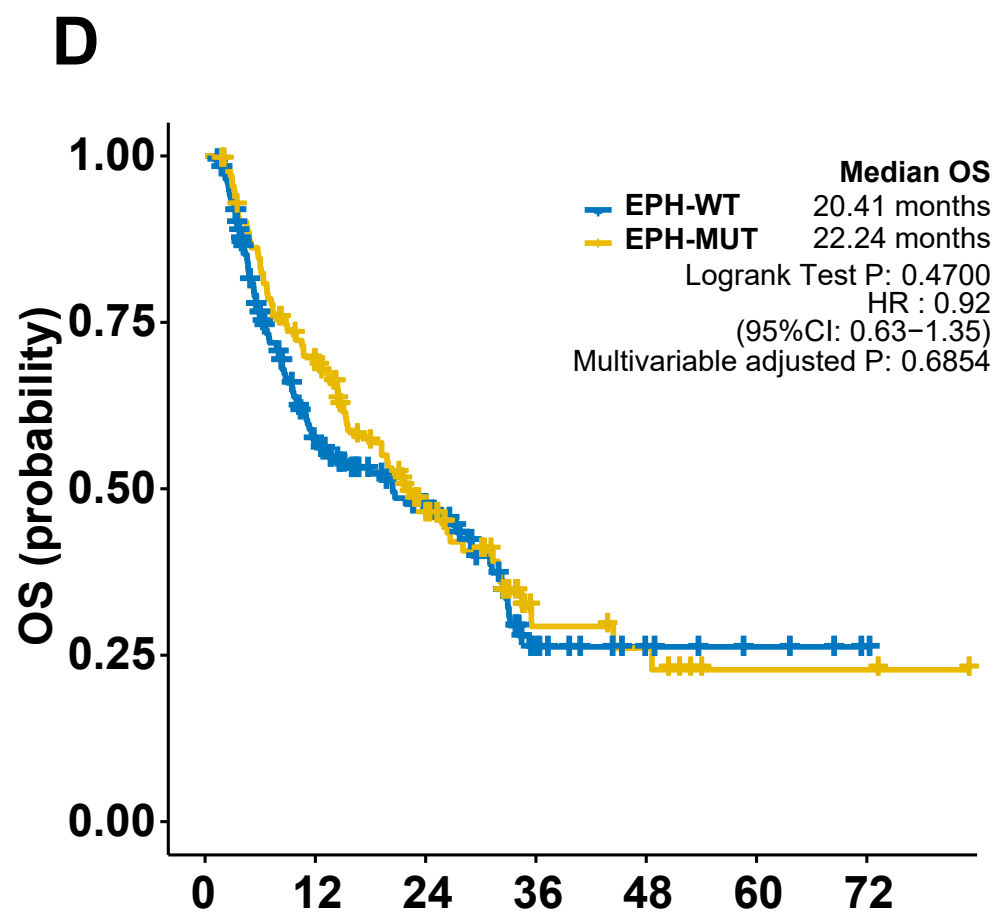 D
OS (probability)
1.00
0.75
0.50
0.25
0.00
Median OS
EPH-WT 20.41 months
EPH-MUT 22.24 months
Logrank Test P: 0.4700
HR : 0.92
(95%CI: 0.63−1.35)
Multivariable adjusted P: 0.6854
0 12 24 36 48 60 72